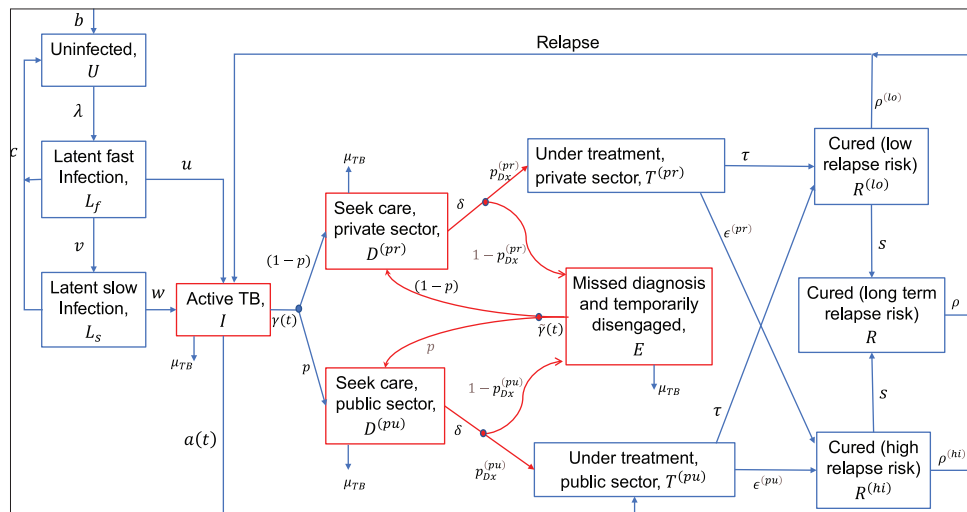 b
Relapse
Uninfected,
U
λ
ρ^(lo)
c
Latent fast
Infection,
L_f
u
μ_TB
p_Dx^(pr)
δ
Under treatment,
private sector, T^(pr)
τ
Cured (low
relapse risk)
R^(lo)
Seek care,
private sector,
D^(pr)
ϵ^(pr)
v
1 − p_Dx^(pr)
s
(1−p)
(1−p)
Latent slow
Infection,
L_s
w
Active TB,
I
γ(t)
γ̃(t)
Missed diagnosis
and temporarily
disengaged,
E
Cured (long term
relapse risk)
R
ρ
μ_TB
p
p
1 − p_Dx^(pu)
μ_TB
Seek care,
public sector,
D^(pu)
δ
τ
s
a(t)
p_Dx^(pu)
μ_TB
Under treatment,
public sector, T^(pu)
ϵ^(pu)
Cured (high
relapse risk)
R^(hi)
ρ^(hi)